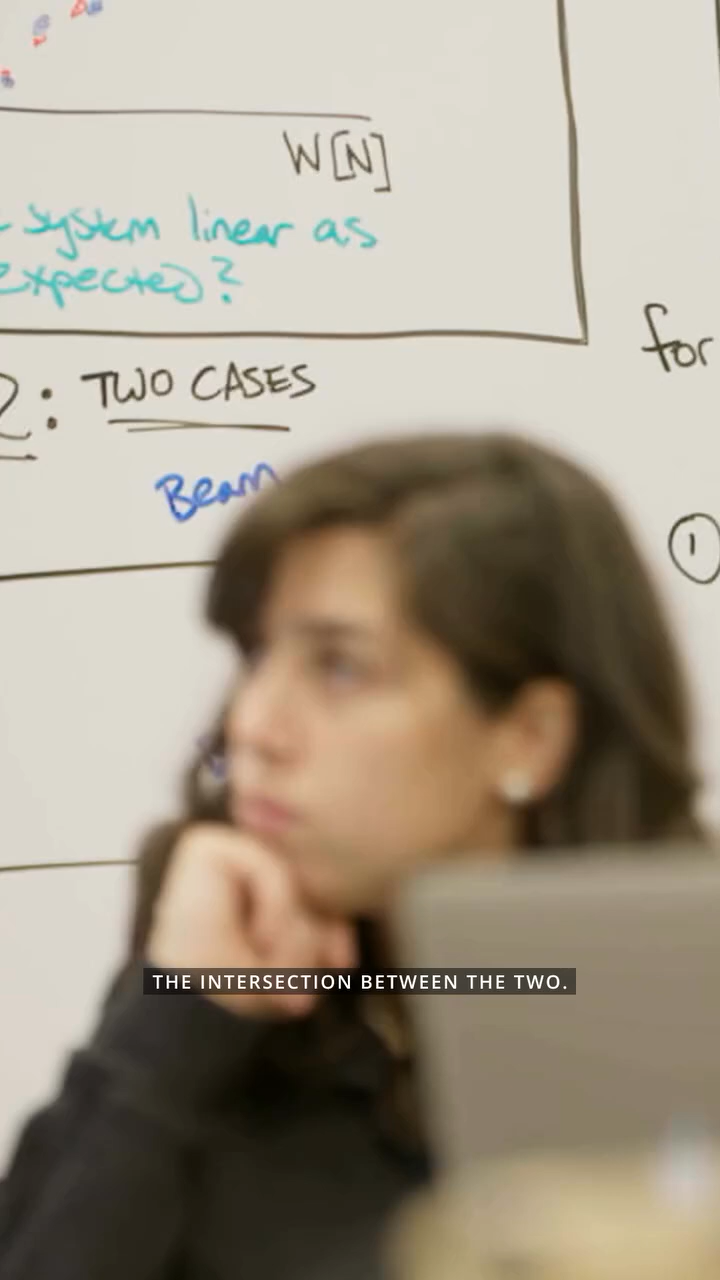 W[N]
system linear as
expected?
for
2: TWO CASES
Beam
1
THE INTERSECTION BETWEEN THE TWO.